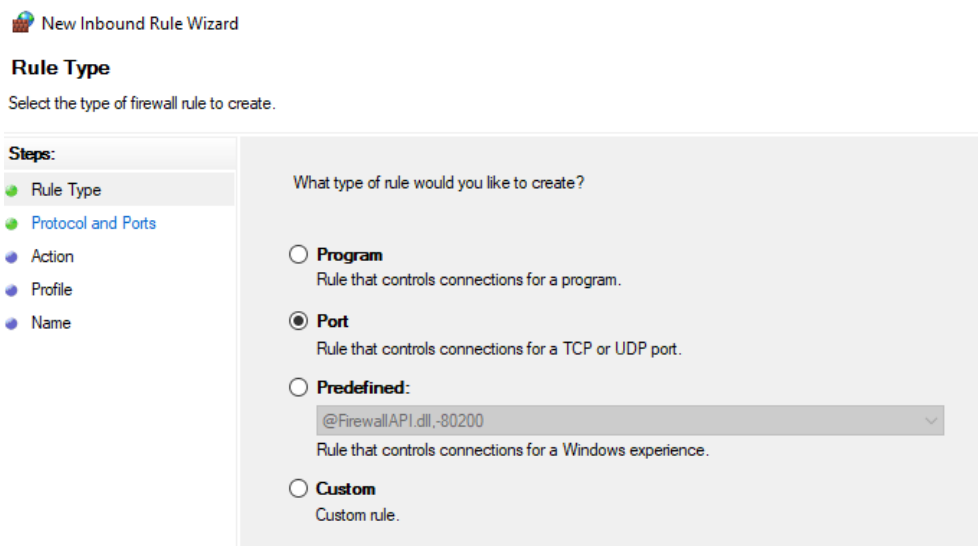 New Inbound Rule Wizard
Rule Type
Select the type of firewall rule to create.
Steps:
Rule Type
Protocol and Ports
Action
Profile
Name
What type of rule would you like to create?
Program
Rule that controls connections for a program.
Port
Rule that controls connections for a TCP or UDP port.
Predefined:
@FirewallAPI.dll,-80200
Rule that controls connections for a Windows experience.
Custom
Custom rule.